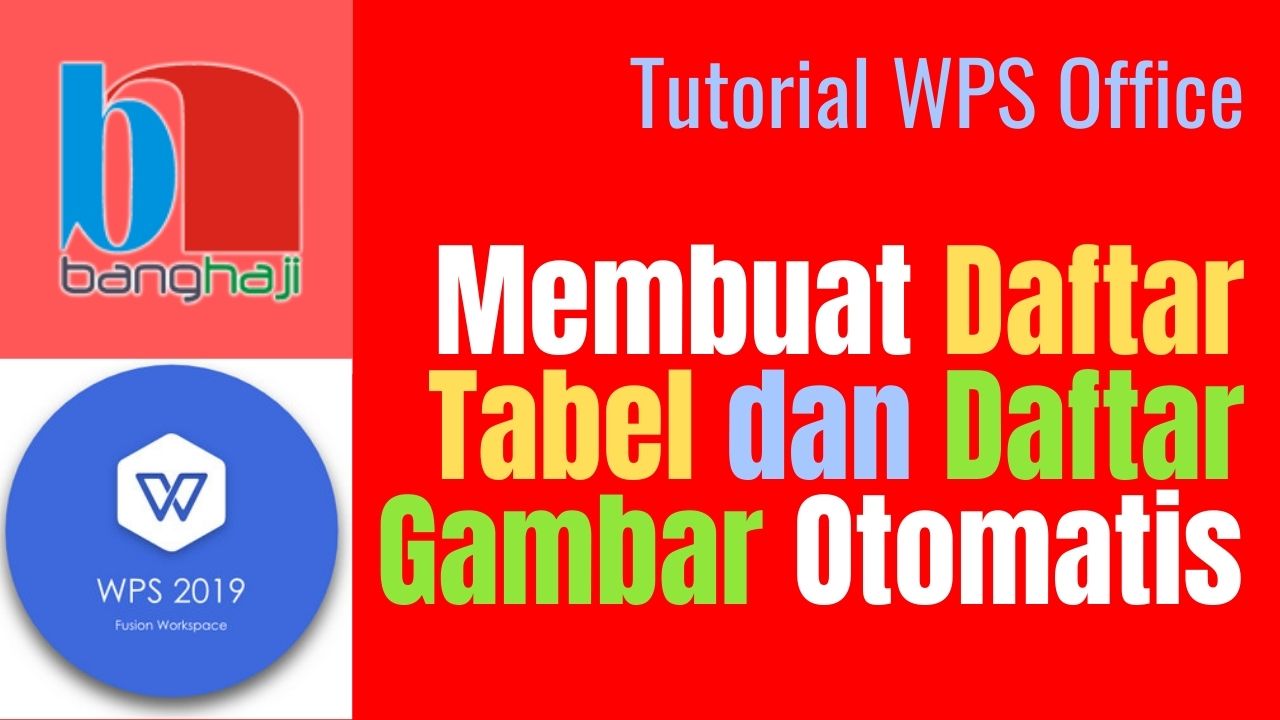 banghaji
WPS 2019
Fusion Workspace
Tutorial WPS Office
Membuat Daftar
Tabel dan Daftar
Gambar Otomatis